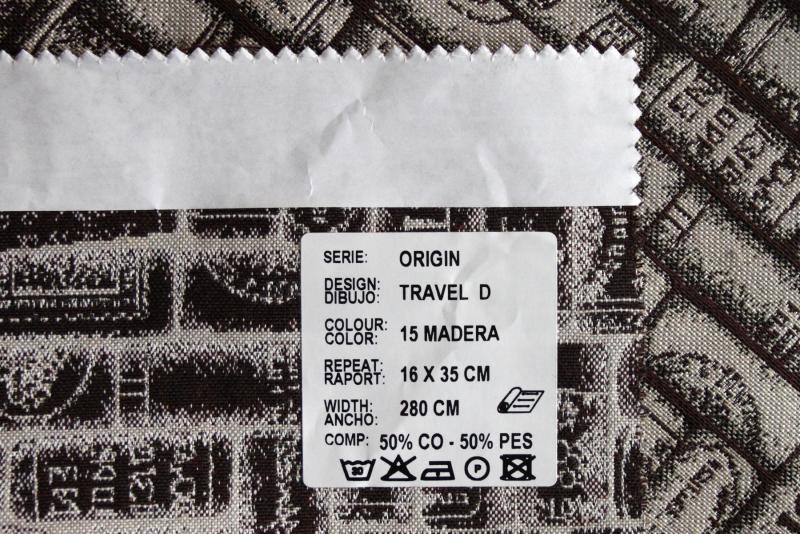 SERIE: ORIGIN
DESIGN:
DIBUJO: TRAVEL D
COLOUR:
COLOR: 15 MADERA
REPEAT:
RAPORT: 16 X 35 CM
WIDTH:
ANCHO: 280 CM
COMP: 50% CO - 50% PES
30 P